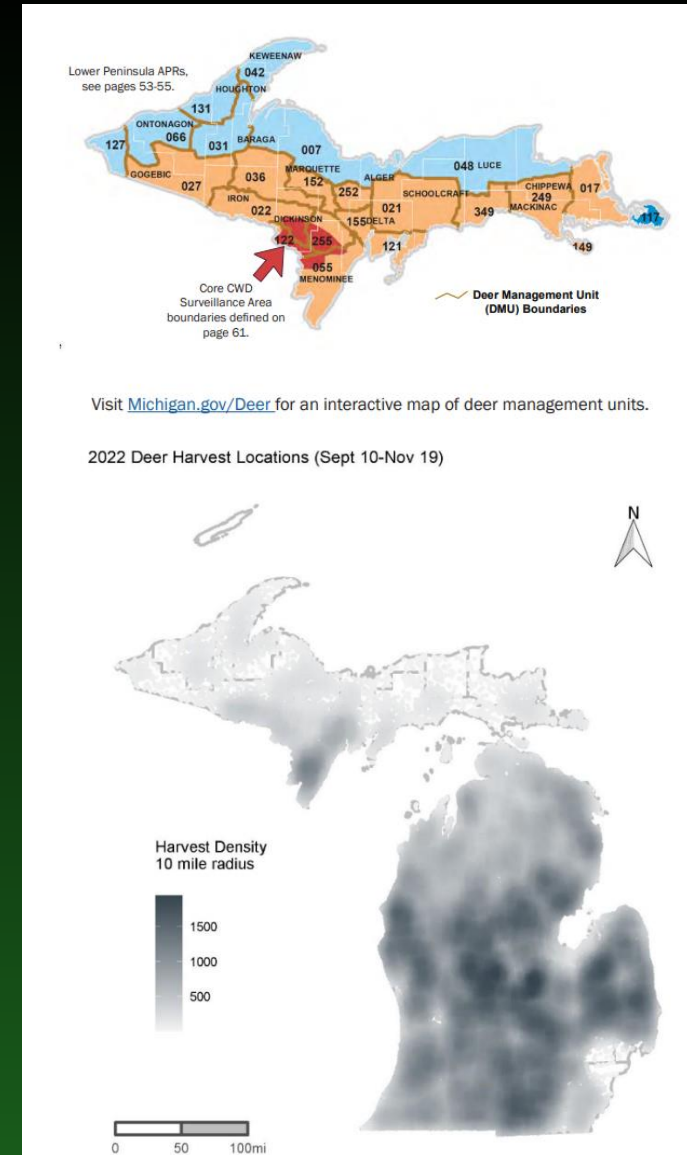 KEWEENAW
Lower Peninsula APRs,
see pages 53-55.
042
HOUGHTON
131
ONTONAGON
066
127
031
BARAGA
007
048 LUCE
GOGEBIC
027
036
MARQUETTE
152
252
ALGER
SCHOOLCRAFT
CHIPPEWA
017
249
MACKINAC
IRON
022
DICKINSON
155
DELTA
021
349
117
122
255
121
149
055
MENOMINEE
Core CWD
Surveillance Area
boundaries defined on
page 61.
Deer Management Unit
(DMU) Boundaries
,
Visit Michigan.gov/Deer for an interactive map of deer management units.
2022 Deer Harvest Locations (Sept 10-Nov 19)
N
Harvest Density
10 mile radius
1500
1000
500
0 50 100mi